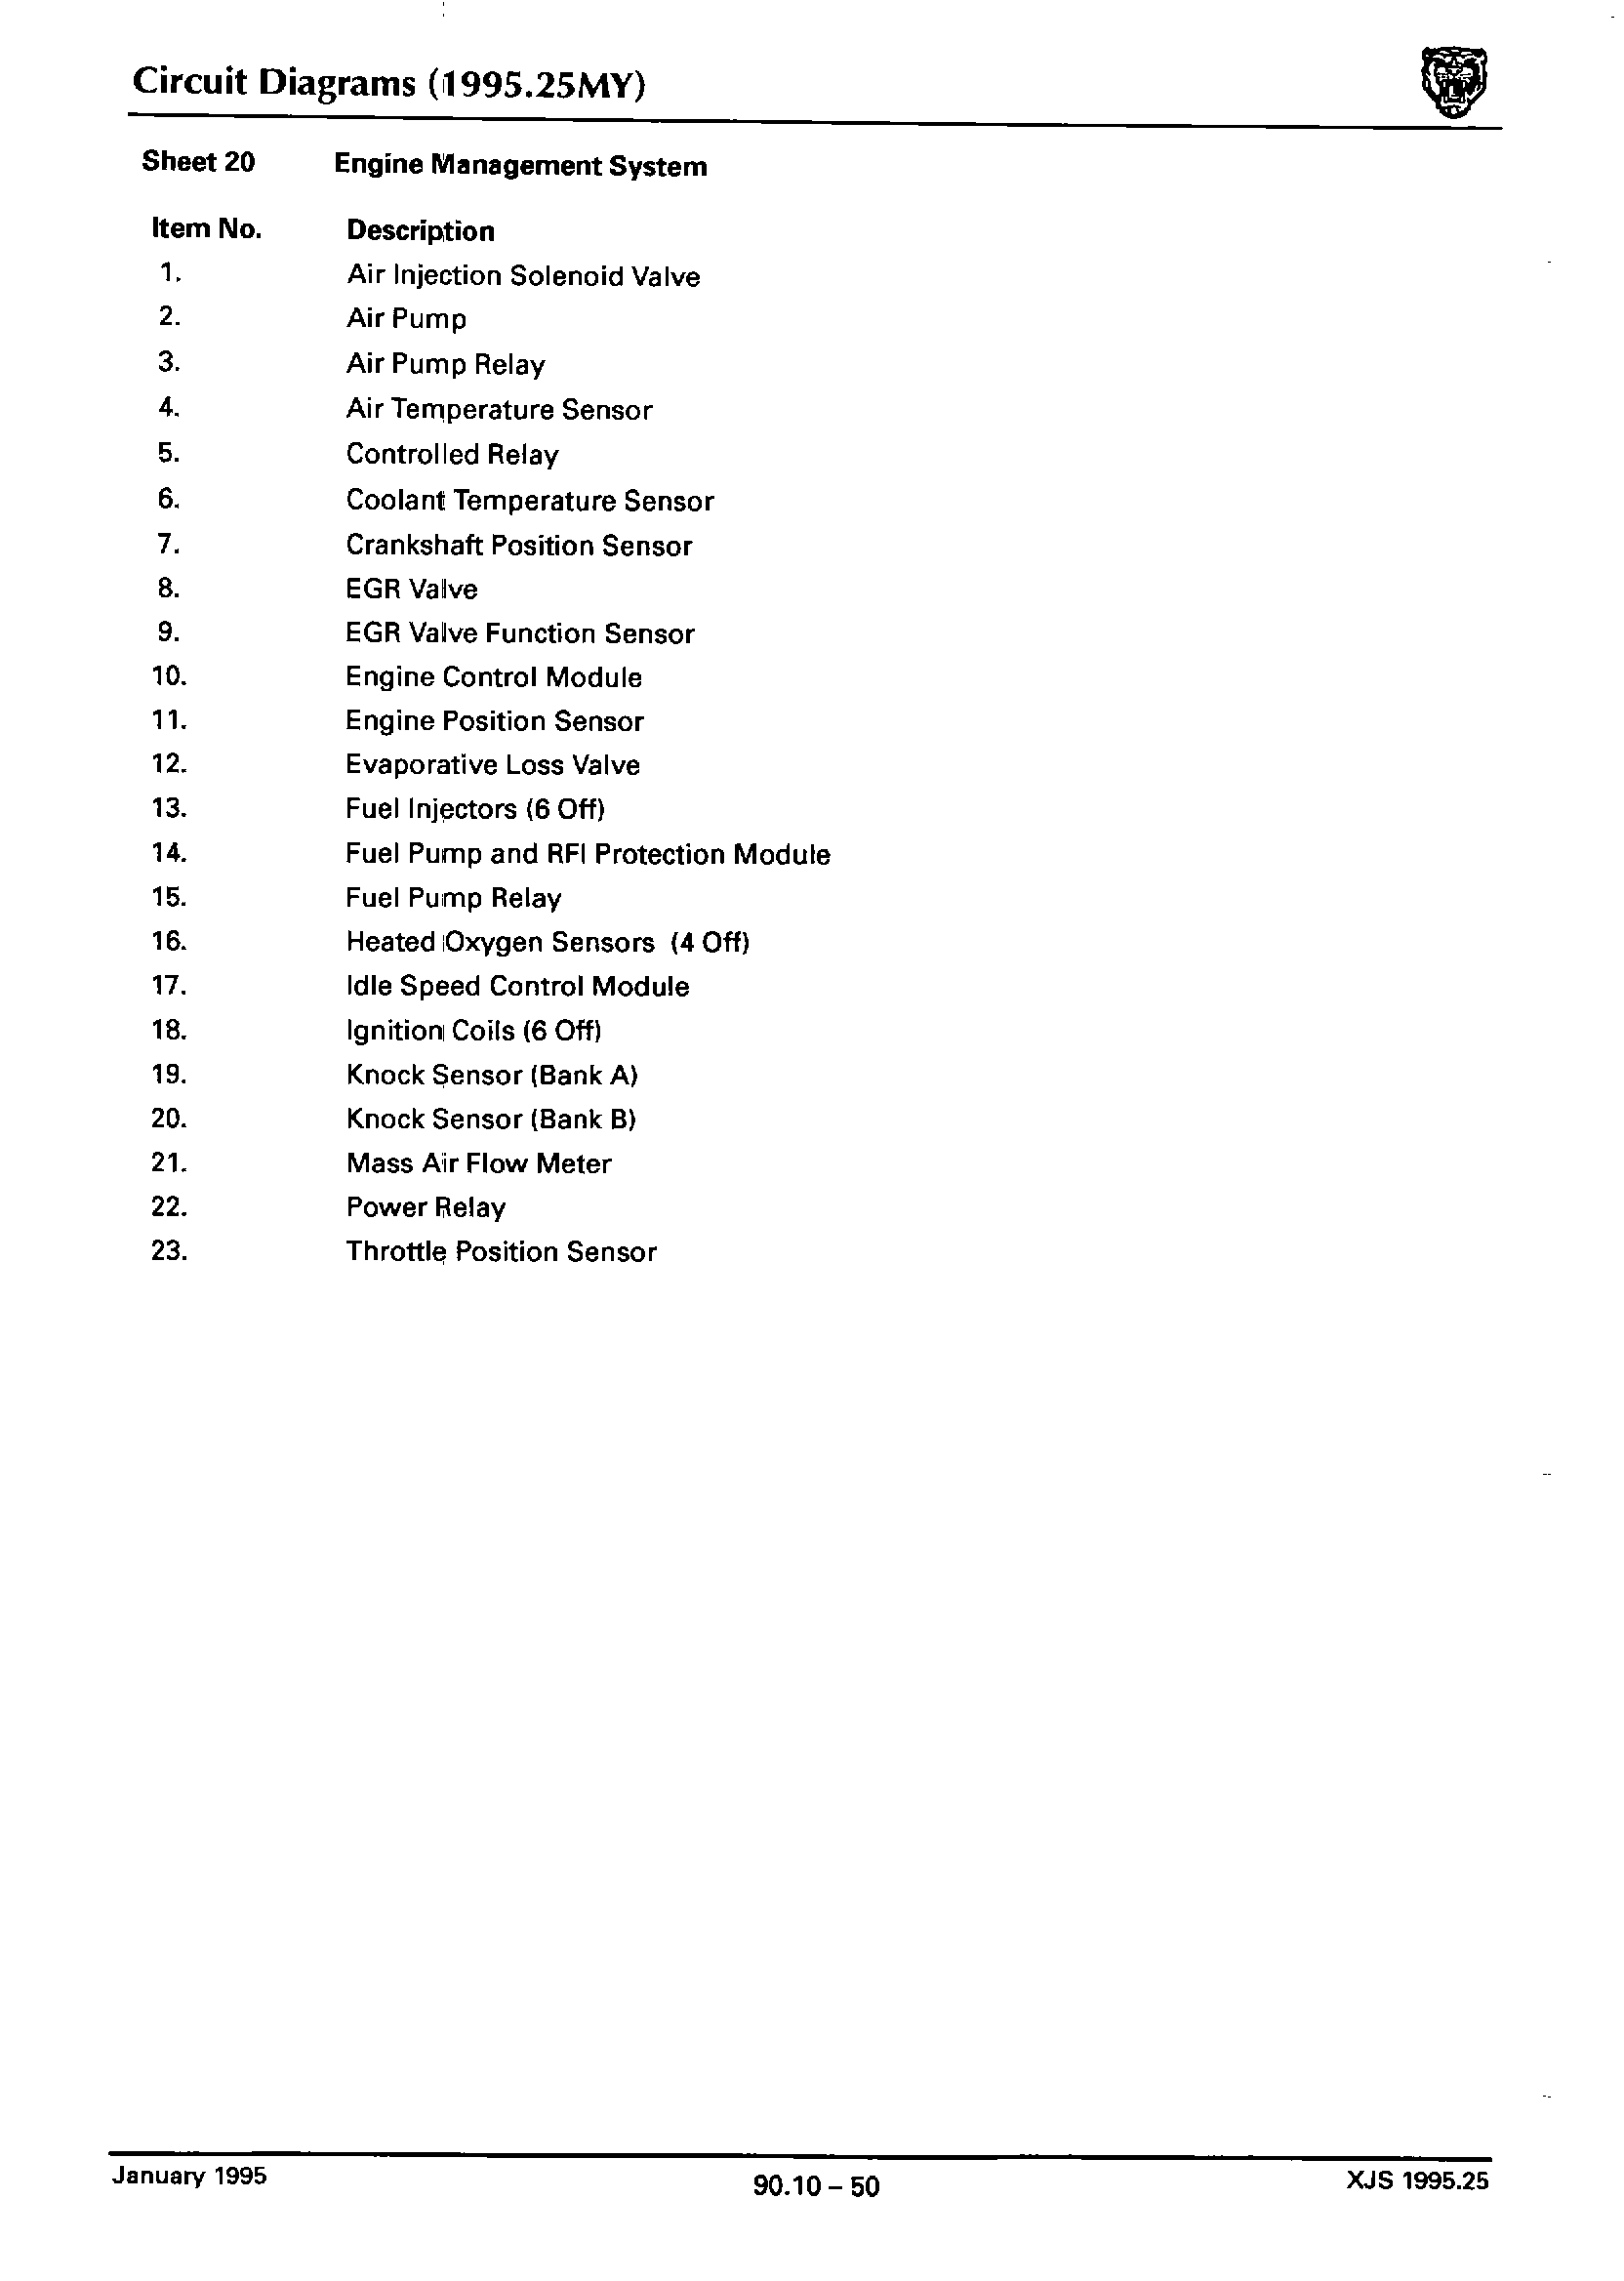 Circuit Diagrams (1995.25MY)
Sheet 20 Engine Management System
Item No. Description
1. Air Injection Solenoid Valve
2. Air Pump
3. Air Pump Relay
4. Air Temperature Sensor
5. Controlled Relay
6. Coolant Temperature Sensor
7. Crankshaft Position Sensor
8. EGR Valve
9. EGR Valve Function Sensor
10. Engine Control Module
11. Engine Position Sensor
12. Evaporative Loss Valve
13. Fuel Injectors (6 Off)
14. Fuel Pump and RFI Protection Module
15. Fuel Pump Relay
16. Heated Oxygen Sensors (4 Off)
17. Idle Speed Control Module
18. Ignition Coils (6 Off)
19. Knock Sensor (Bank A)
20. Knock Sensor (Bank B)
21. Mass Air Flow Meter
22. Power Relay
23. Throttle Position Sensor
January 1995 90.10 – 50 XJS 1995.25